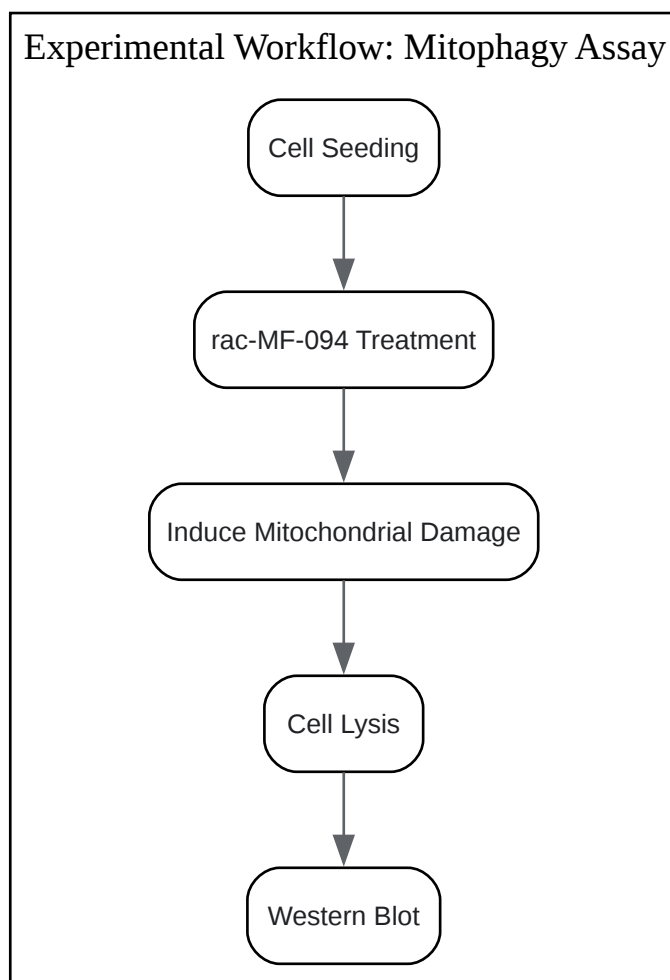 Experimental Workflow: Mitophagy Assay
Cell Seeding
rac-MF-094 Treatment
Induce Mitochondrial Damage
Cell Lysis
Western Blot